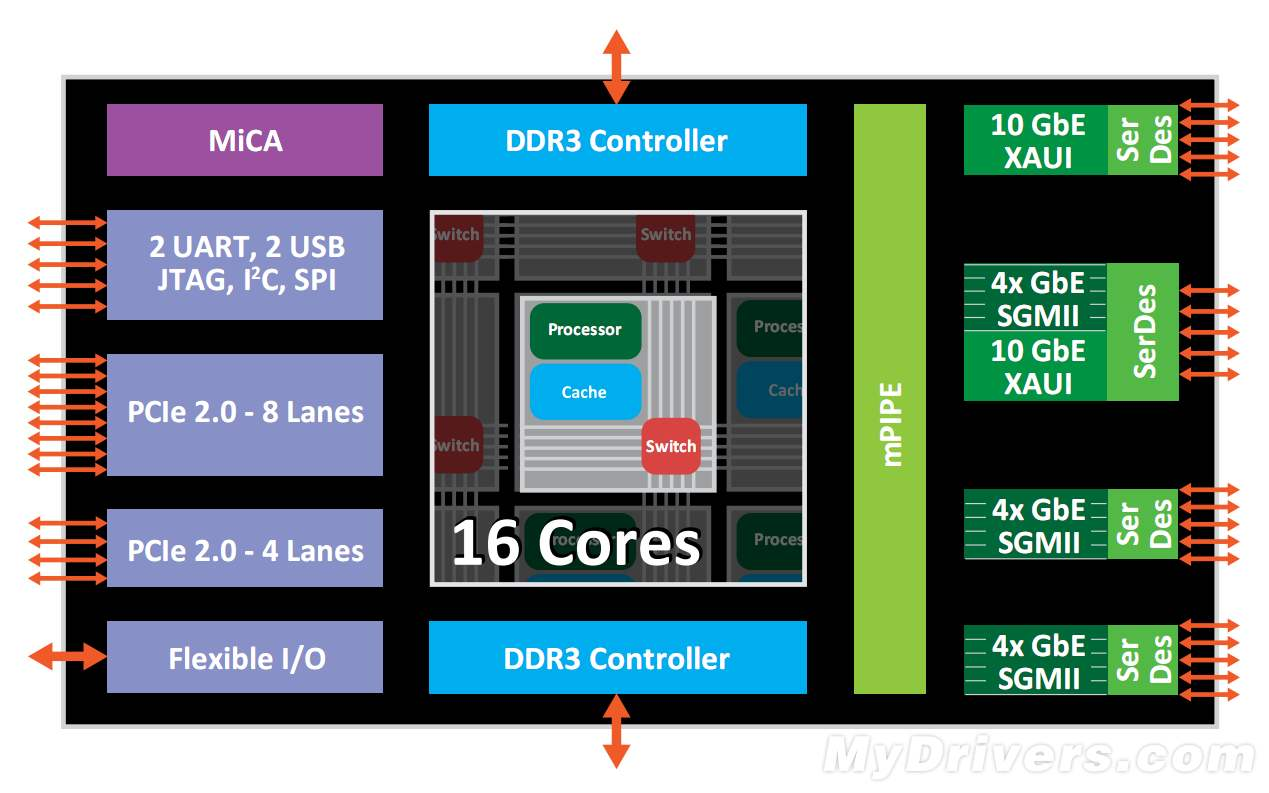 MiCA
DDR3 Controller
10 GbE
XAUI
Ser
Des
2 UART, 2 USB
JTAG, I²C, SPI
Switch
Switch
4x GbE
SGMII
10 GbE
XAUI
SerDes
Processor
Cache
Switch
Switch
PCIe 2.0 - 8 Lanes
mPIPE
16 Cores
Processor
PCIe 2.0 - 4 Lanes
4x GbE
SGMII
Ser
Des
Flexible I/O
DDR3 Controller
4x GbE
SGMII
Ser
Des
MyDrivers.com